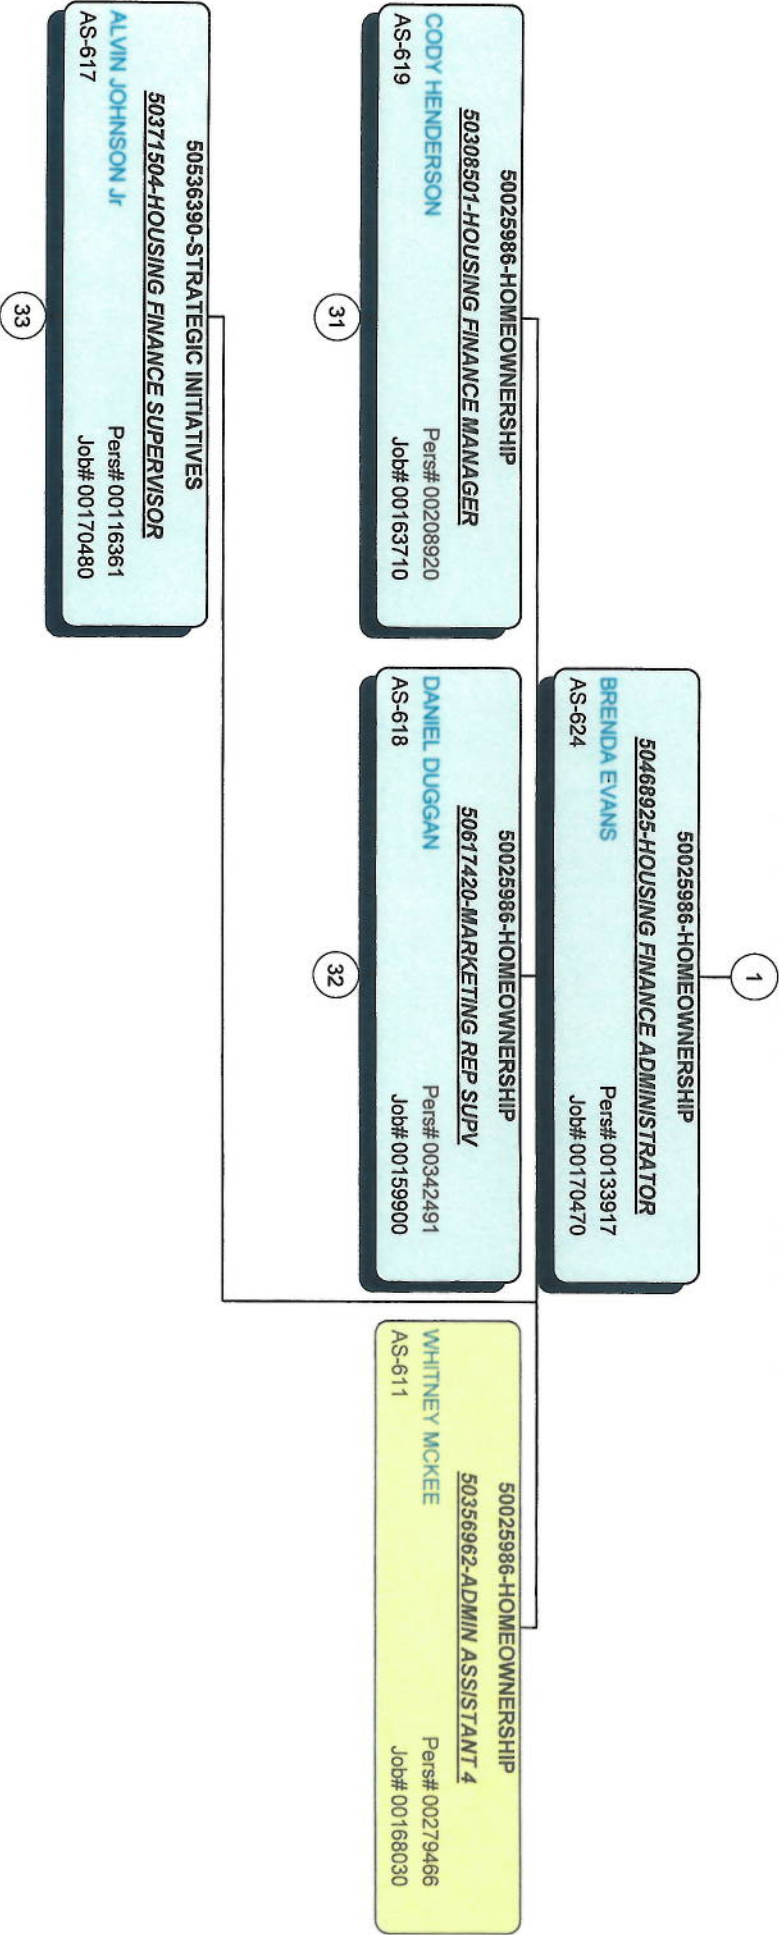 1
50025986-HOMEOWNERSHIP
50468925-HOUSING FINANCE ADMINISTRATOR
BRENDA EVANS
Pers# 00133917
AS-624
Job# 00170470
50025986-HOMEOWNERSHIP
50308501-HOUSING FINANCE MANAGER
CODY HENDERSON
Pers# 00208920
AS-619
Job# 00163710
31
50025986-HOMEOWNERSHIP
50617420-MARKETING REP SUPV
DANIEL DUGGAN
Pers# 00342491
AS-618
Job# 00159900
32
50025986-HOMEOWNERSHIP
50356962-ADMIN ASSISTANT 4
WHITNEY MCKEE
Pers# 00279466
AS-611
Job# 00168030
50536390-STRATEGIC INITIATIVES
50371504-HOUSING FINANCE SUPERVISOR
ALVIN JOHNSON Jr
Pers# 00116361
AS-617
Job# 00170480
33